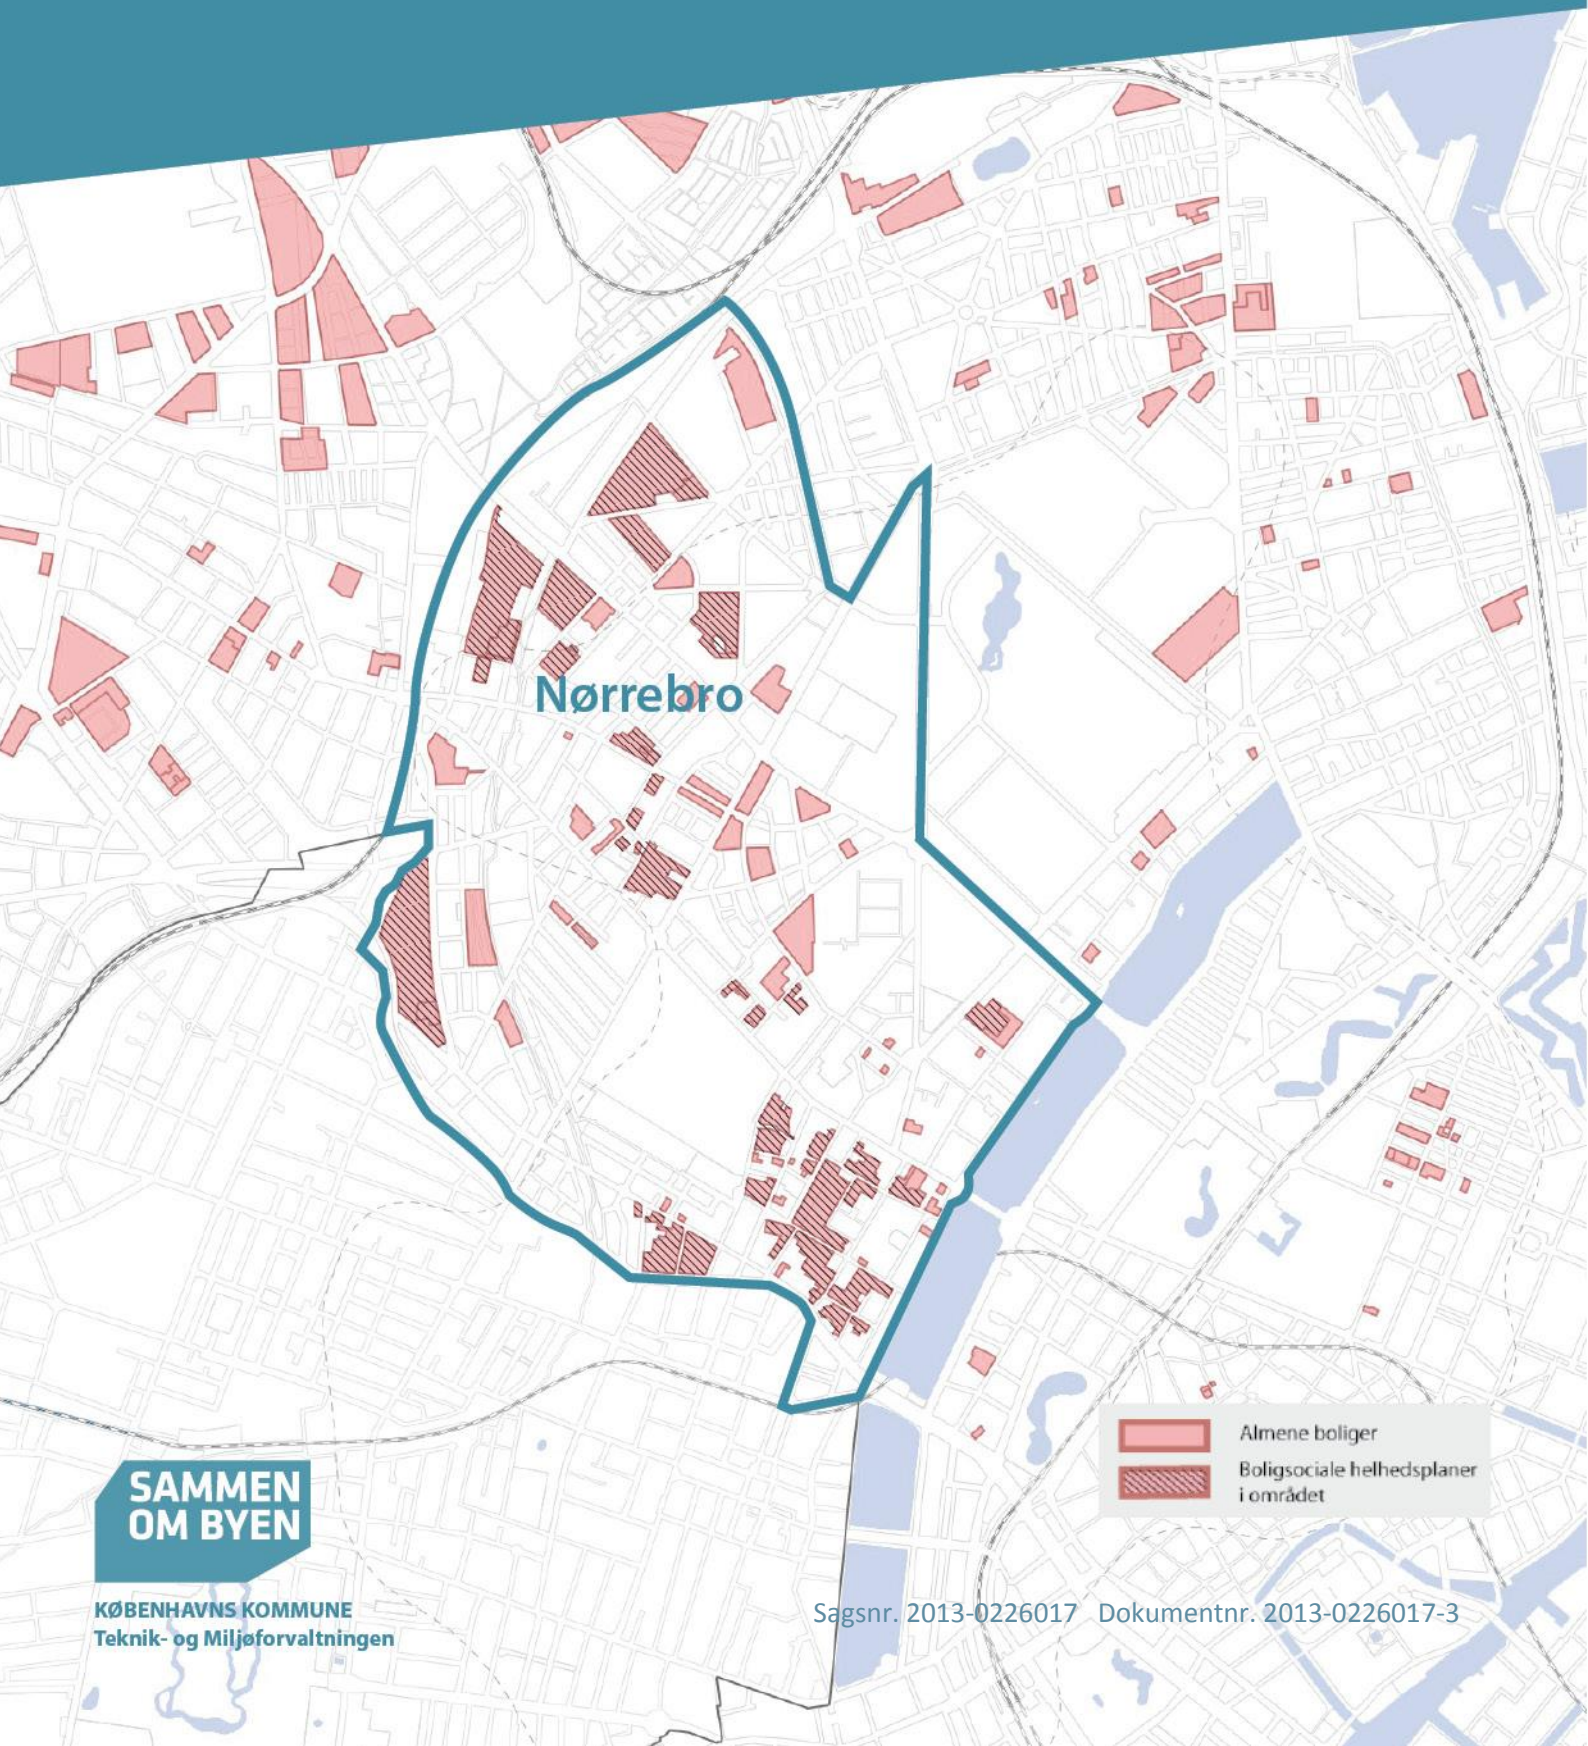 Nørrebro
Almene boliger
Boligsociale helhedsplaner
i området
SAMMEN
OM BYEN
KØBENHAVNS KOMMUNE
Teknik- og Miljøforvaltningen
Sagsnr. 2013-0226017 Dokumentnr. 2013-0226017-3